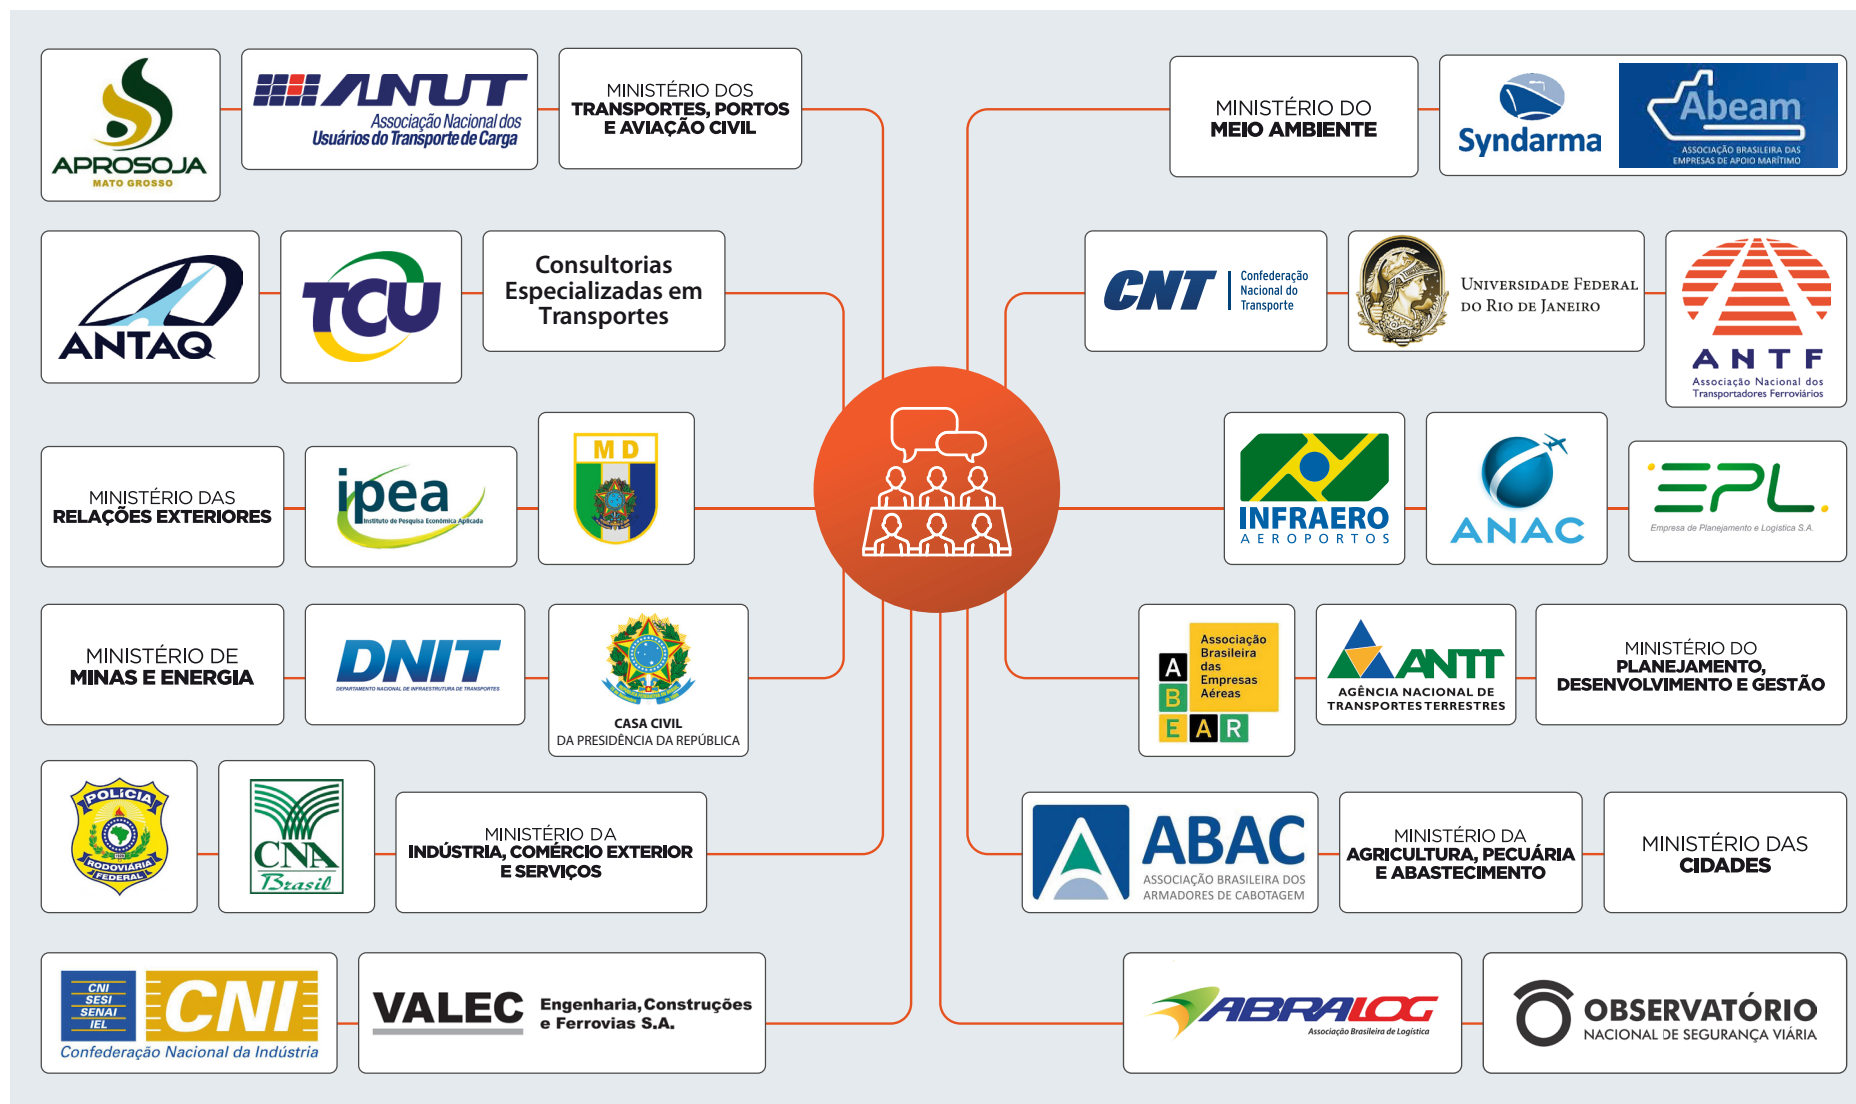 APROSOJA
MATO GROSSO
ANUT
Associação Nacional dos
Usuários do Transporte de Carga
MINISTÉRIO DOS
TRANSPORTES, PORTOS
E AVIAÇÃO CIVIL
MINISTÉRIO DO
MEIO AMBIENTE
Syndarma
Abeam
ASSOCIAÇÃO BRASILEIRA DAS
EMPRESAS DE APOIO MARÍTIMO
ANTAQ
TCU
Consultorias
Especializadas em
Transportes
CNT
Confederação
Nacional do
Transporte
UNIVERSIDADE FEDERAL
DO RIO DE JANEIRO
ANTF
Associação Nacional dos
Transportadores Ferroviários
MINISTÉRIO DAS
RELAÇÕES EXTERIORES
ipea
Instituto de Pesquisa Econômica Aplicada
MD
INFRAERO
AEROPORTOS
ANAC
EPL
Empresa de Planejamento e Logística S.A.
MINISTÉRIO DE
MINAS E ENERGIA
DNIT
DEPARTAMENTO NACIONAL DE INFRAESTRUTURA DE TRANSPORTES
CASA CIVIL
DA PRESIDÊNCIA DA REPÚBLICA
Associação
Brasileira
das
Empresas
Aéreas
A
B
E A R
ANTT
AGÊNCIA NACIONAL DE
TRANSPORTES TERRESTRES
MINISTÉRIO DO
PLANEJAMENTO,
DESENVOLVIMENTO E GESTÃO
POLÍCIA
RODOVIÁRIA
FEDERAL
CNA
Brasil
MINISTÉRIO DA
INDÚSTRIA, COMÉRCIO EXTERIOR
E SERVIÇOS
ABAC
ASSOCIAÇÃO BRASILEIRA DOS
ARMADORES DE CABOTAGEM
MINISTÉRIO DA
AGRICULTURA, PECUÁRIA
E ABASTECIMENTO
MINISTÉRIO DAS
CIDADES
CNI
SESI
SENAI
IEL
CNI
Confederação Nacional da Indústria
VALEC
Engenharia, Construções
e Ferrovias S.A.
ABRALOG
Associação Brasileira de Logística
OBSERVATÓRIO
NACIONAL DE SEGURANÇA VIÁRIA